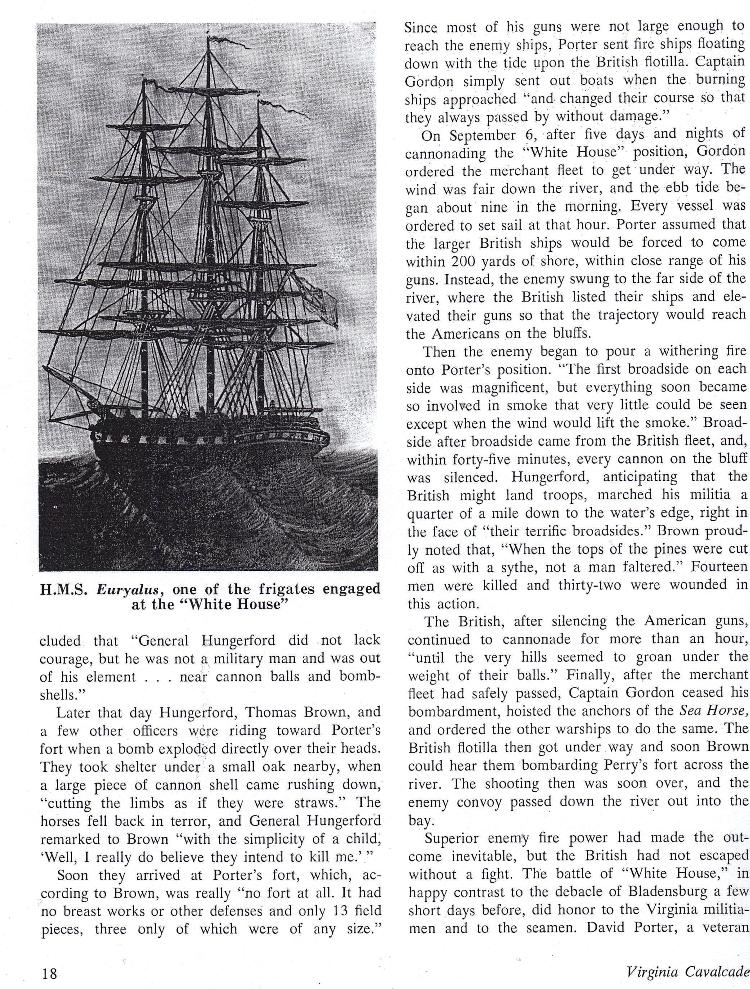 H.M.S. Euryalus, one of the frigates engaged
at the “White House”
cluded that “General Hungerford did not lack
courage, but he was not a military man and was out
of his element . . . near cannon balls and bomb-
shells.”
Later that day Hungerford, Thomas Brown, and
a few other officers were riding toward Porter’s
fort when a bomb exploded directly over their heads.
They took shelter under a small oak nearby, when
a large piece of cannon shell came rushing down,
“cutting the limbs as if they were straws.” The
horses fell back in terror, and General Hungerford
remarked to Brown “with the simplicity of a child,
‘Well, I really do believe they intend to kill me.’ ”
Soon they arrived at Porter’s fort, which, ac-
cording to Brown, was really “no fort at all. It had
no breast works or other defenses and only 13 field
pieces, three only of which were of any size.”
Since most of his guns were not large enough to
reach the enemy ships, Porter sent fire ships floating
down with the tide upon the British flotilla. Captain
Gordon simply sent out boats when the burning
ships approached “and changed their course so that
they always passed by without damage.”
On September 6, after five days and nights of
cannonading the “White House” position, Gordon
ordered the merchant fleet to get under way. The
wind was fair down the river, and the ebb tide be-
gan about nine in the morning. Every vessel was
ordered to set sail at that hour. Porter assumed that
the larger British ships would be forced to come
within 200 yards of shore, within close range of his
guns. Instead, the enemy swung to the far side of the
river, where the British listed their ships and ele-
vated their guns so that the trajectory would reach
the Americans on the bluffs.
Then the enemy began to pour a withering fire
onto Porter’s position. “The first broadside on each
side was magnificent, but everything soon became
so involved in smoke that very little could be seen
except when the wind would lift the smoke.” Broad-
side after broadside came from the British fleet, and,
within forty-five minutes, every cannon on the bluff
was silenced. Hungerford, anticipating that the
British might land troops, marched his militia a
quarter of a mile down to the water’s edge, right in
the face of “their terrific broadsides.” Brown proud-
ly noted that, “When the tops of the pines were cut
off as with a sythe, not a man faltered.” Fourteen
men were killed and thirty-two were wounded in
this action.
The British, after silencing the American guns,
continued to cannonade for more than an hour,
“until the very hills seemed to groan under the
weight of their balls.” Finally, after the merchant
fleet had safely passed, Captain Gordon ceased his
bombardment, hoisted the anchors of the Sea Horse,
and ordered the other warships to do the same. The
British flotilla then got under way and soon Brown
could hear them bombarding Perry’s fort across the
river. The shooting then was soon over, and the
enemy convoy passed down the river out into the
bay.
Superior enemy fire power had made the out-
come inevitable, but the British had not escaped
without a fight. The battle of “White House,” in
happy contrast to the debacle of Bladensburg a few
short days before, did honor to the Virginia militia-
men and to the seamen. David Porter, a veteran
18
Virginia Cavalcade